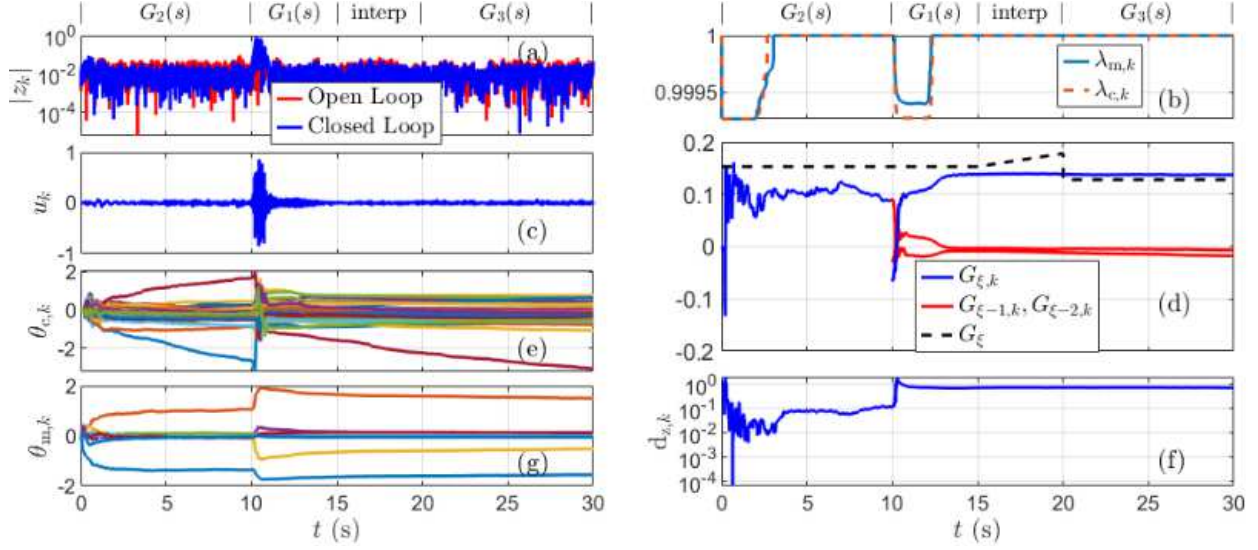 G₂(s) G₁(s) interp G₃(s)
10⁰
10⁻²
10⁻⁴
|z_k|
(a)
Open Loop
Closed Loop
1
0
-1
u_k
(c)
2
0
-2
θ_c,k
(e)
2
0
-2
θ_m,k
(g)
0 5 10 15 20 25 30
t (s)
G₂(s) G₁(s) interp G₃(s)
1
0.9995
λ_m,k
λ_c,k
(b)
0.2
0.1
0
-0.1
-0.2
G_ξ,k
G_ξ−1,k, G_ξ−2,k
G_ξ
(d)
10⁰
10⁻¹
10⁻²
10⁻³
10⁻⁴
d_z,k
(f)
0 5 10 15 20 25 30
t (s)